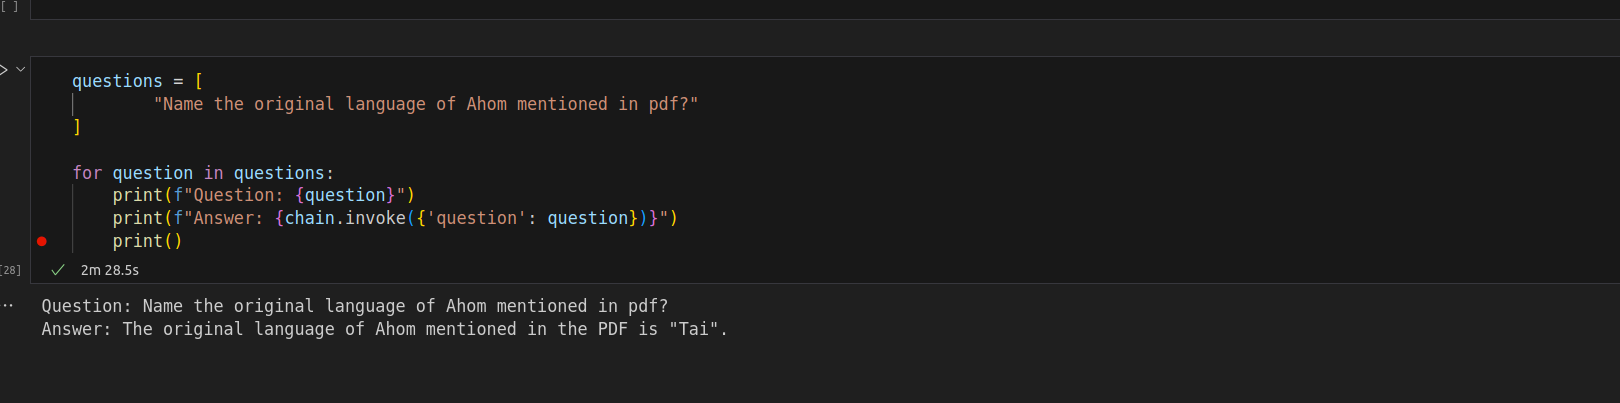 [ ]
questions = [
"Name the original language of Ahom mentioned in pdf?"
]
for question in questions:
print(f"Question: {question}")
print(f"Answer: {chain.invoke({'question': question})}")
print()
[28]
2m 28.5s
...
Question: Name the original language of Ahom mentioned in pdf?
Answer: The original language of Ahom mentioned in the PDF is "Tai".